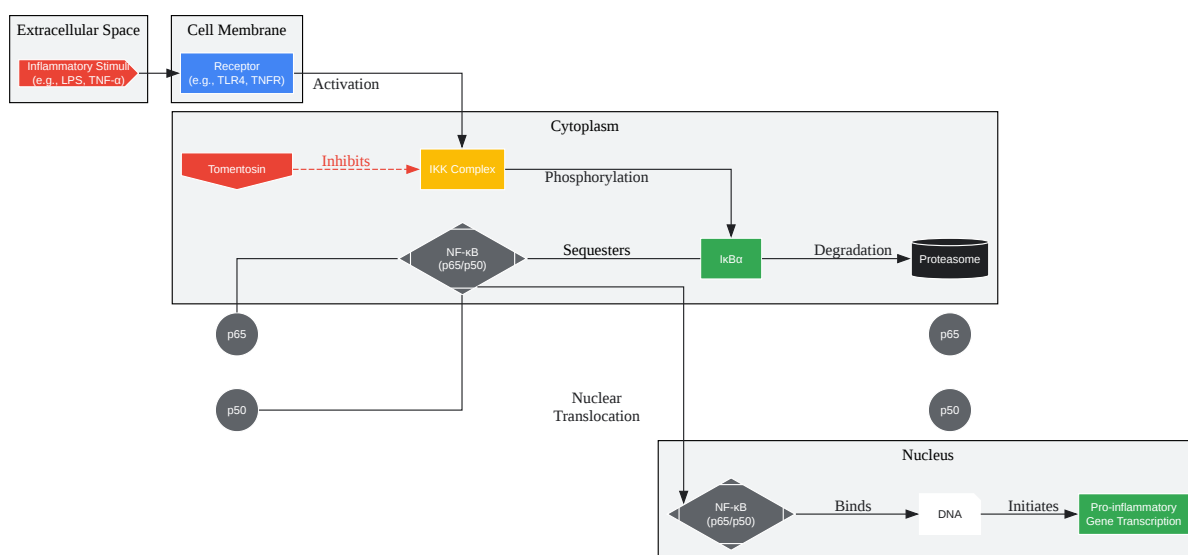 Extracellular Space
Cell Membrane
Inflammatory Stimuli
(e.g., LPS, TNF-α)
Receptor
(e.g., TLR4, TNFR)
Activation
Cytoplasm
Tomentosin
Inhibits
IKK Complex
Phosphorylation
NF-κB
(p65/p50)
Sequesters
IκBα
Degradation
Proteasome
p65
p65
p50
p50
Nuclear
Translocation
Nucleus
NF-κB
(p65/p50)
Binds
DNA
Initiates
Pro-inflammatory
Gene Transcription